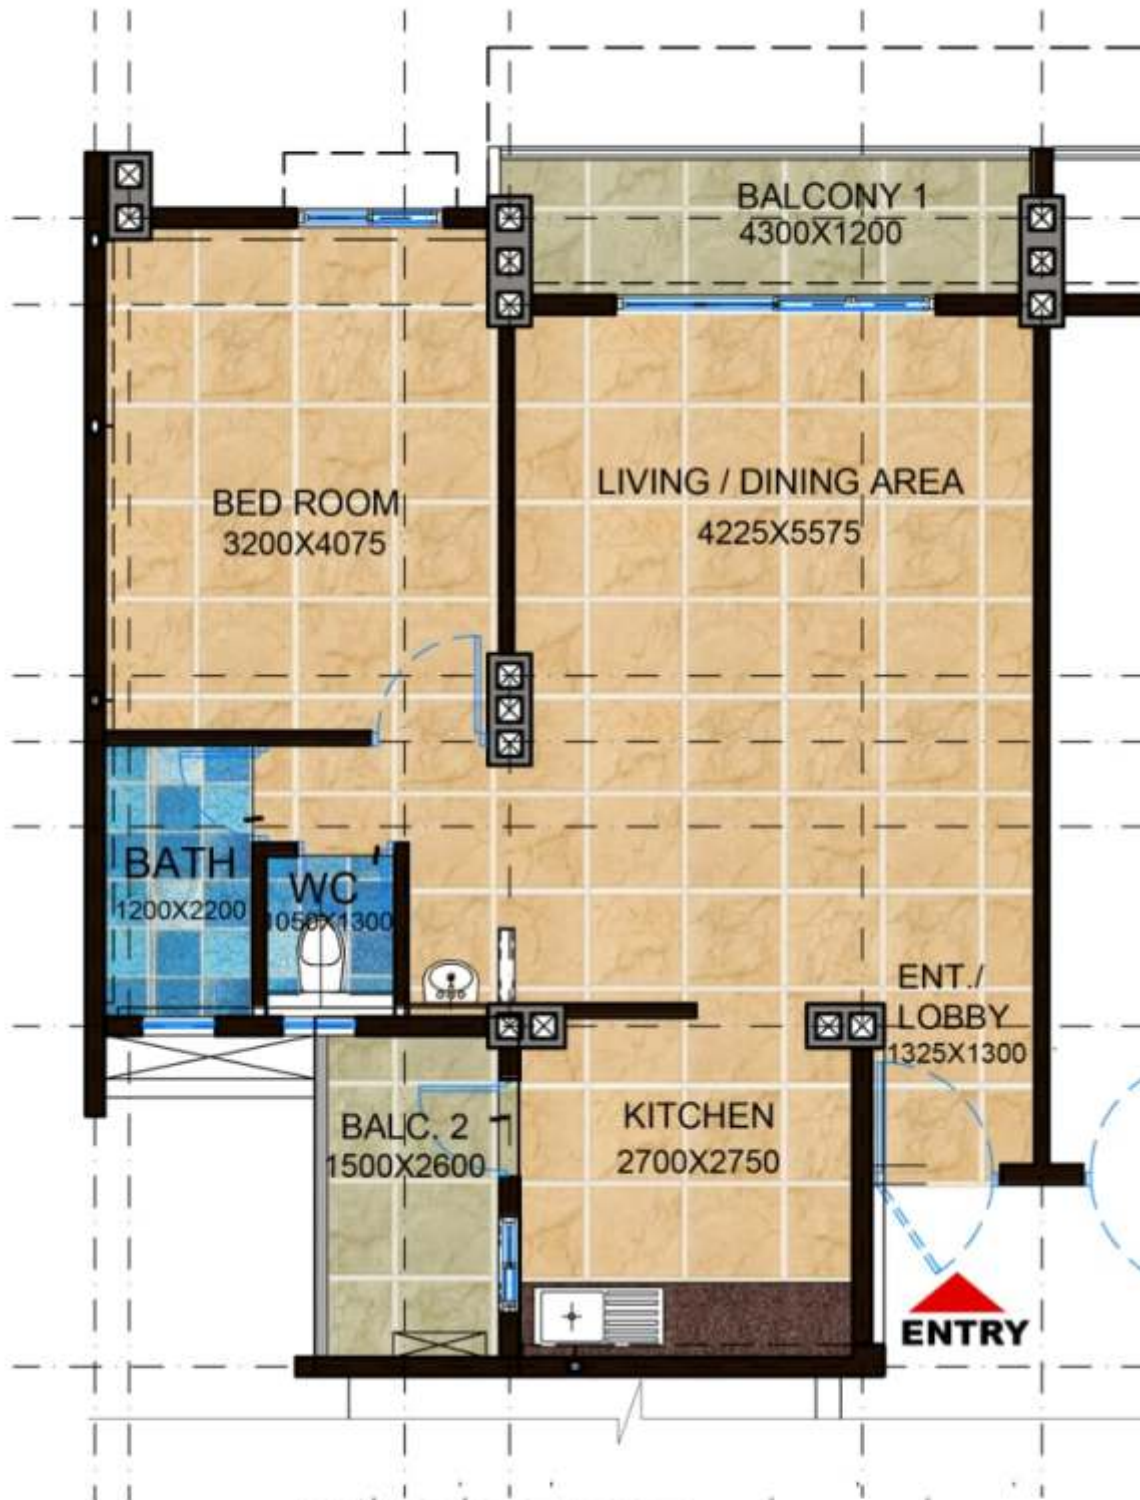 BALCONY 1
4300X1200
BED ROOM
3200X4075
LIVING / DINING AREA
4225X5575
BATH
1200X2200
WC
1050X1300
ENT./
LOBBY
1325X1300
BALC. 2
1500X2600
KITCHEN
2700X2750
ENTRY